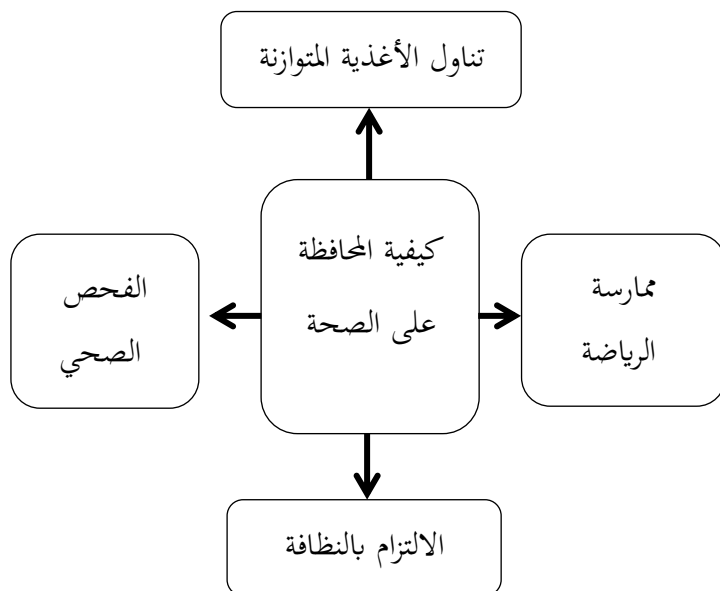 تناول الأغذية المتوازنة
كيفية المحافظة
على الصحة
ممارسة
الرياضة
الفحص
الصحي
الالتزام بالنظافة